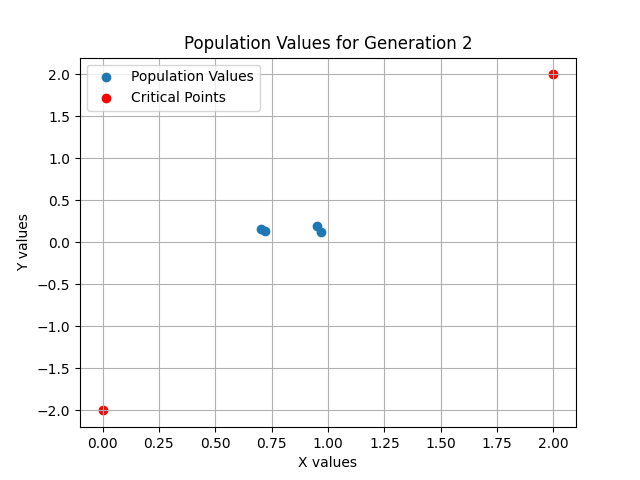 Population Values for Generation 2
Population Values
Critical Points
2.0
1.5
1.0
0.5
0.0
−0.5
−1.0
−1.5
−2.0
Y values
0.00 0.25 0.50 0.75 1.00 1.25 1.50 1.75 2.00
X values